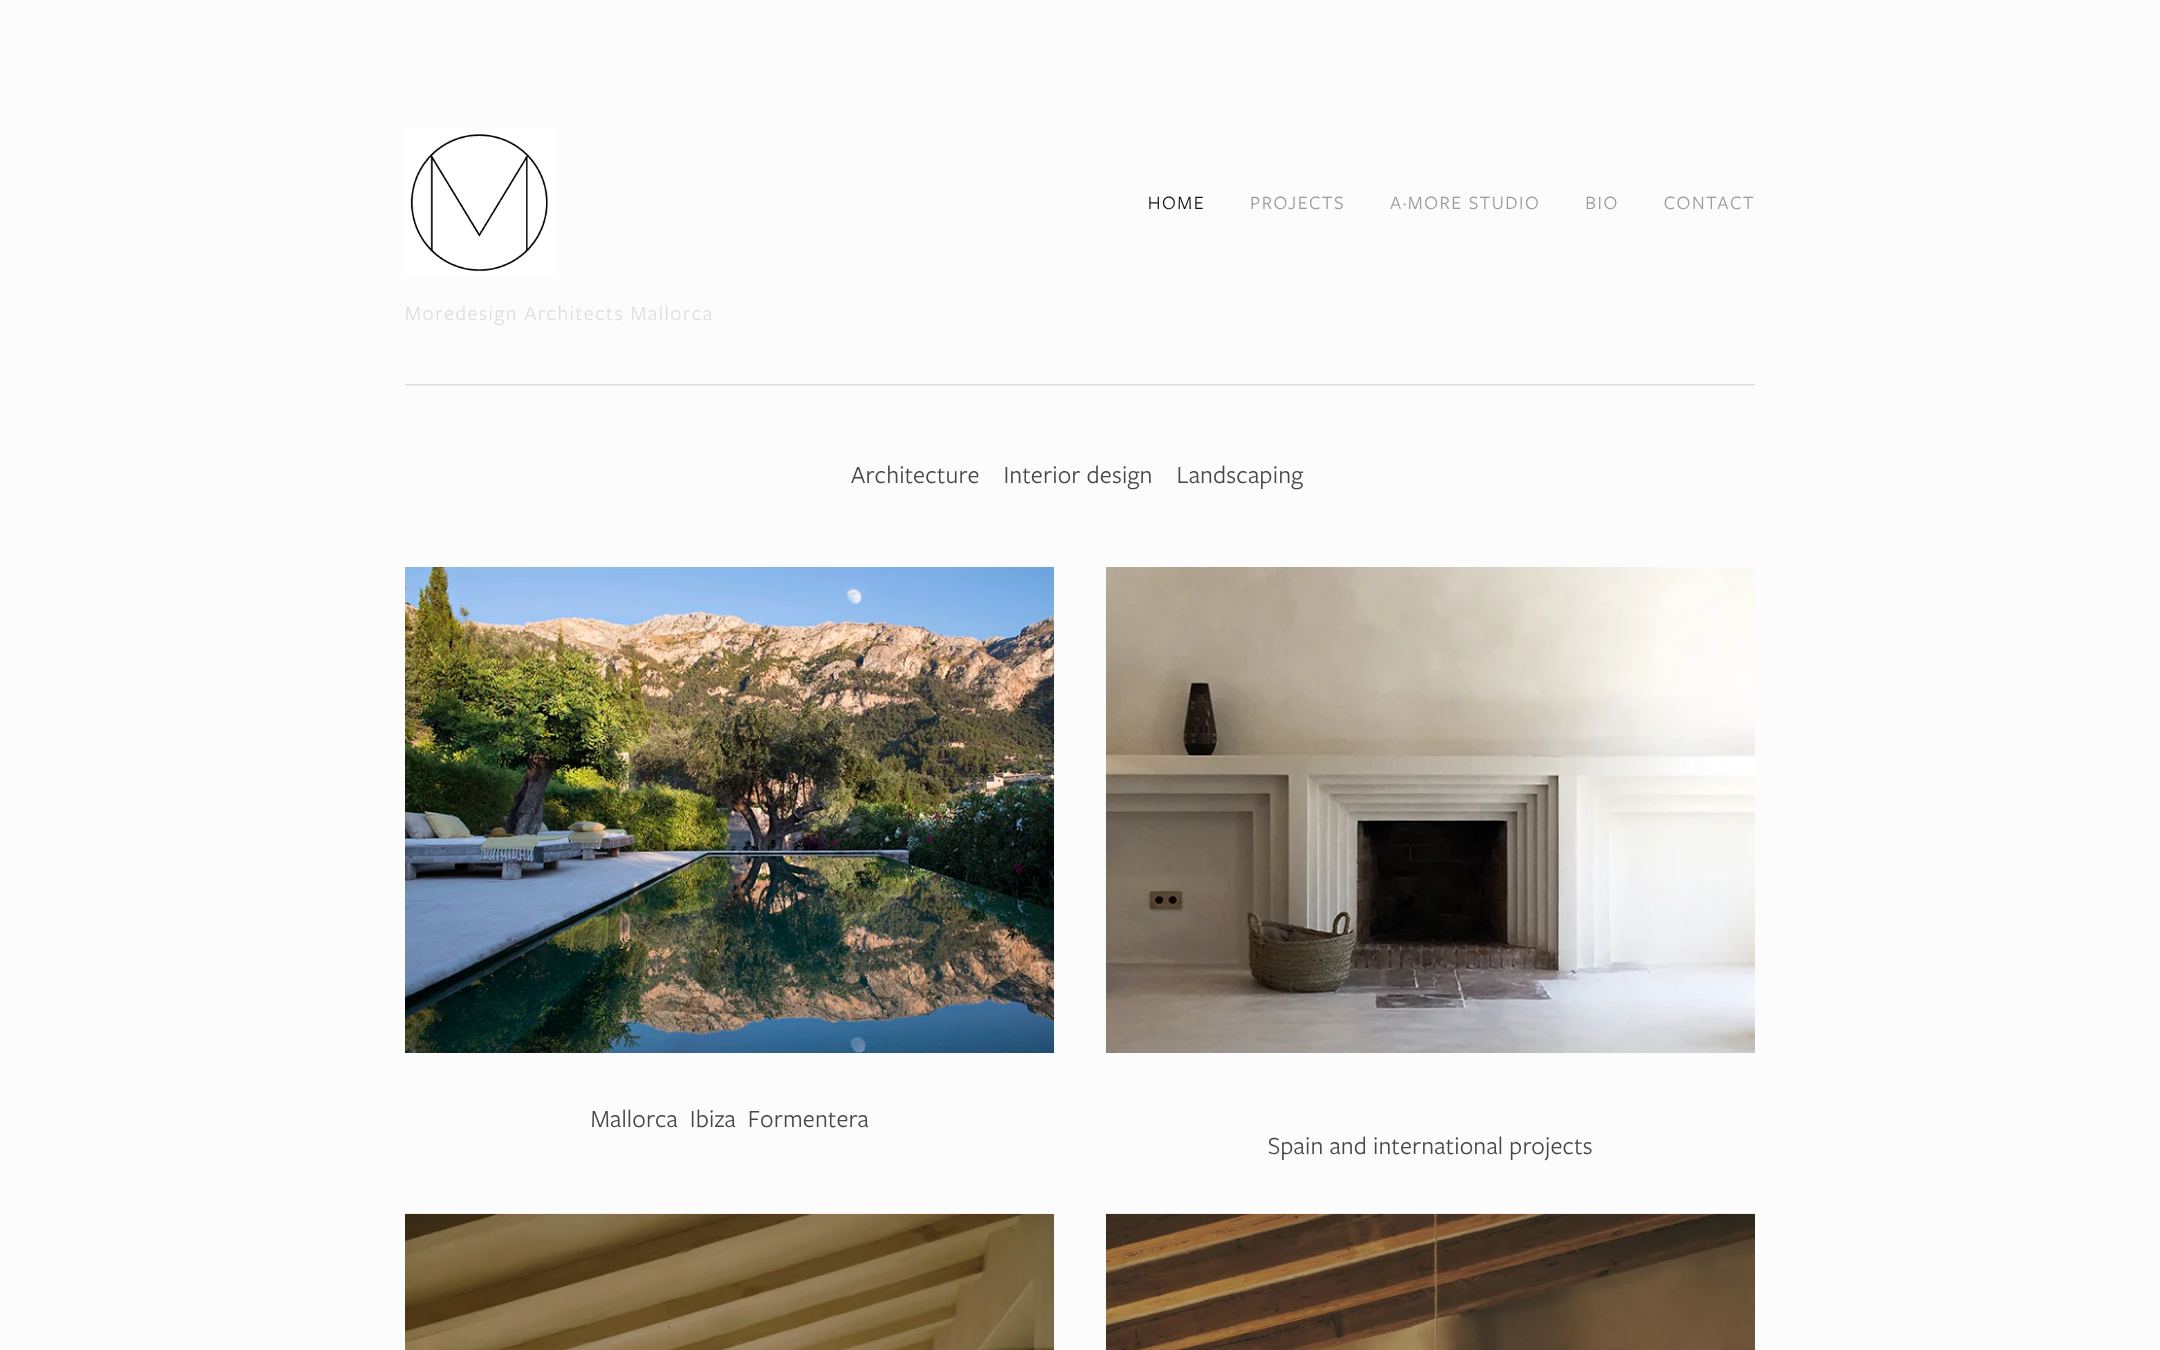 M
HOME PROJECTS A·MORE STUDIO BIO CONTACT
Moredesign Architects Mallorca
Architecture Interior design Landscaping
Mallorca Ibiza Formentera
Spain and international projects